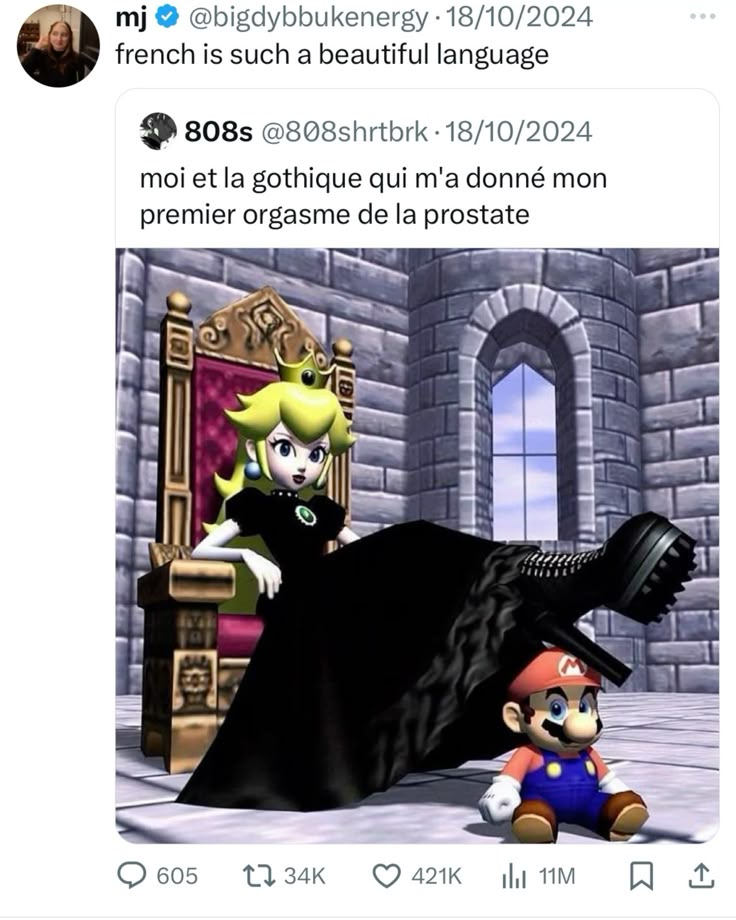 mj @bigdybbukenergy · 18/10/2024
french is such a beautiful language
808s @808shrtbrk · 18/10/2024
moi et la gothique qui m'a donné mon
premier orgasme de la prostate
M
605 34K 421K 11M